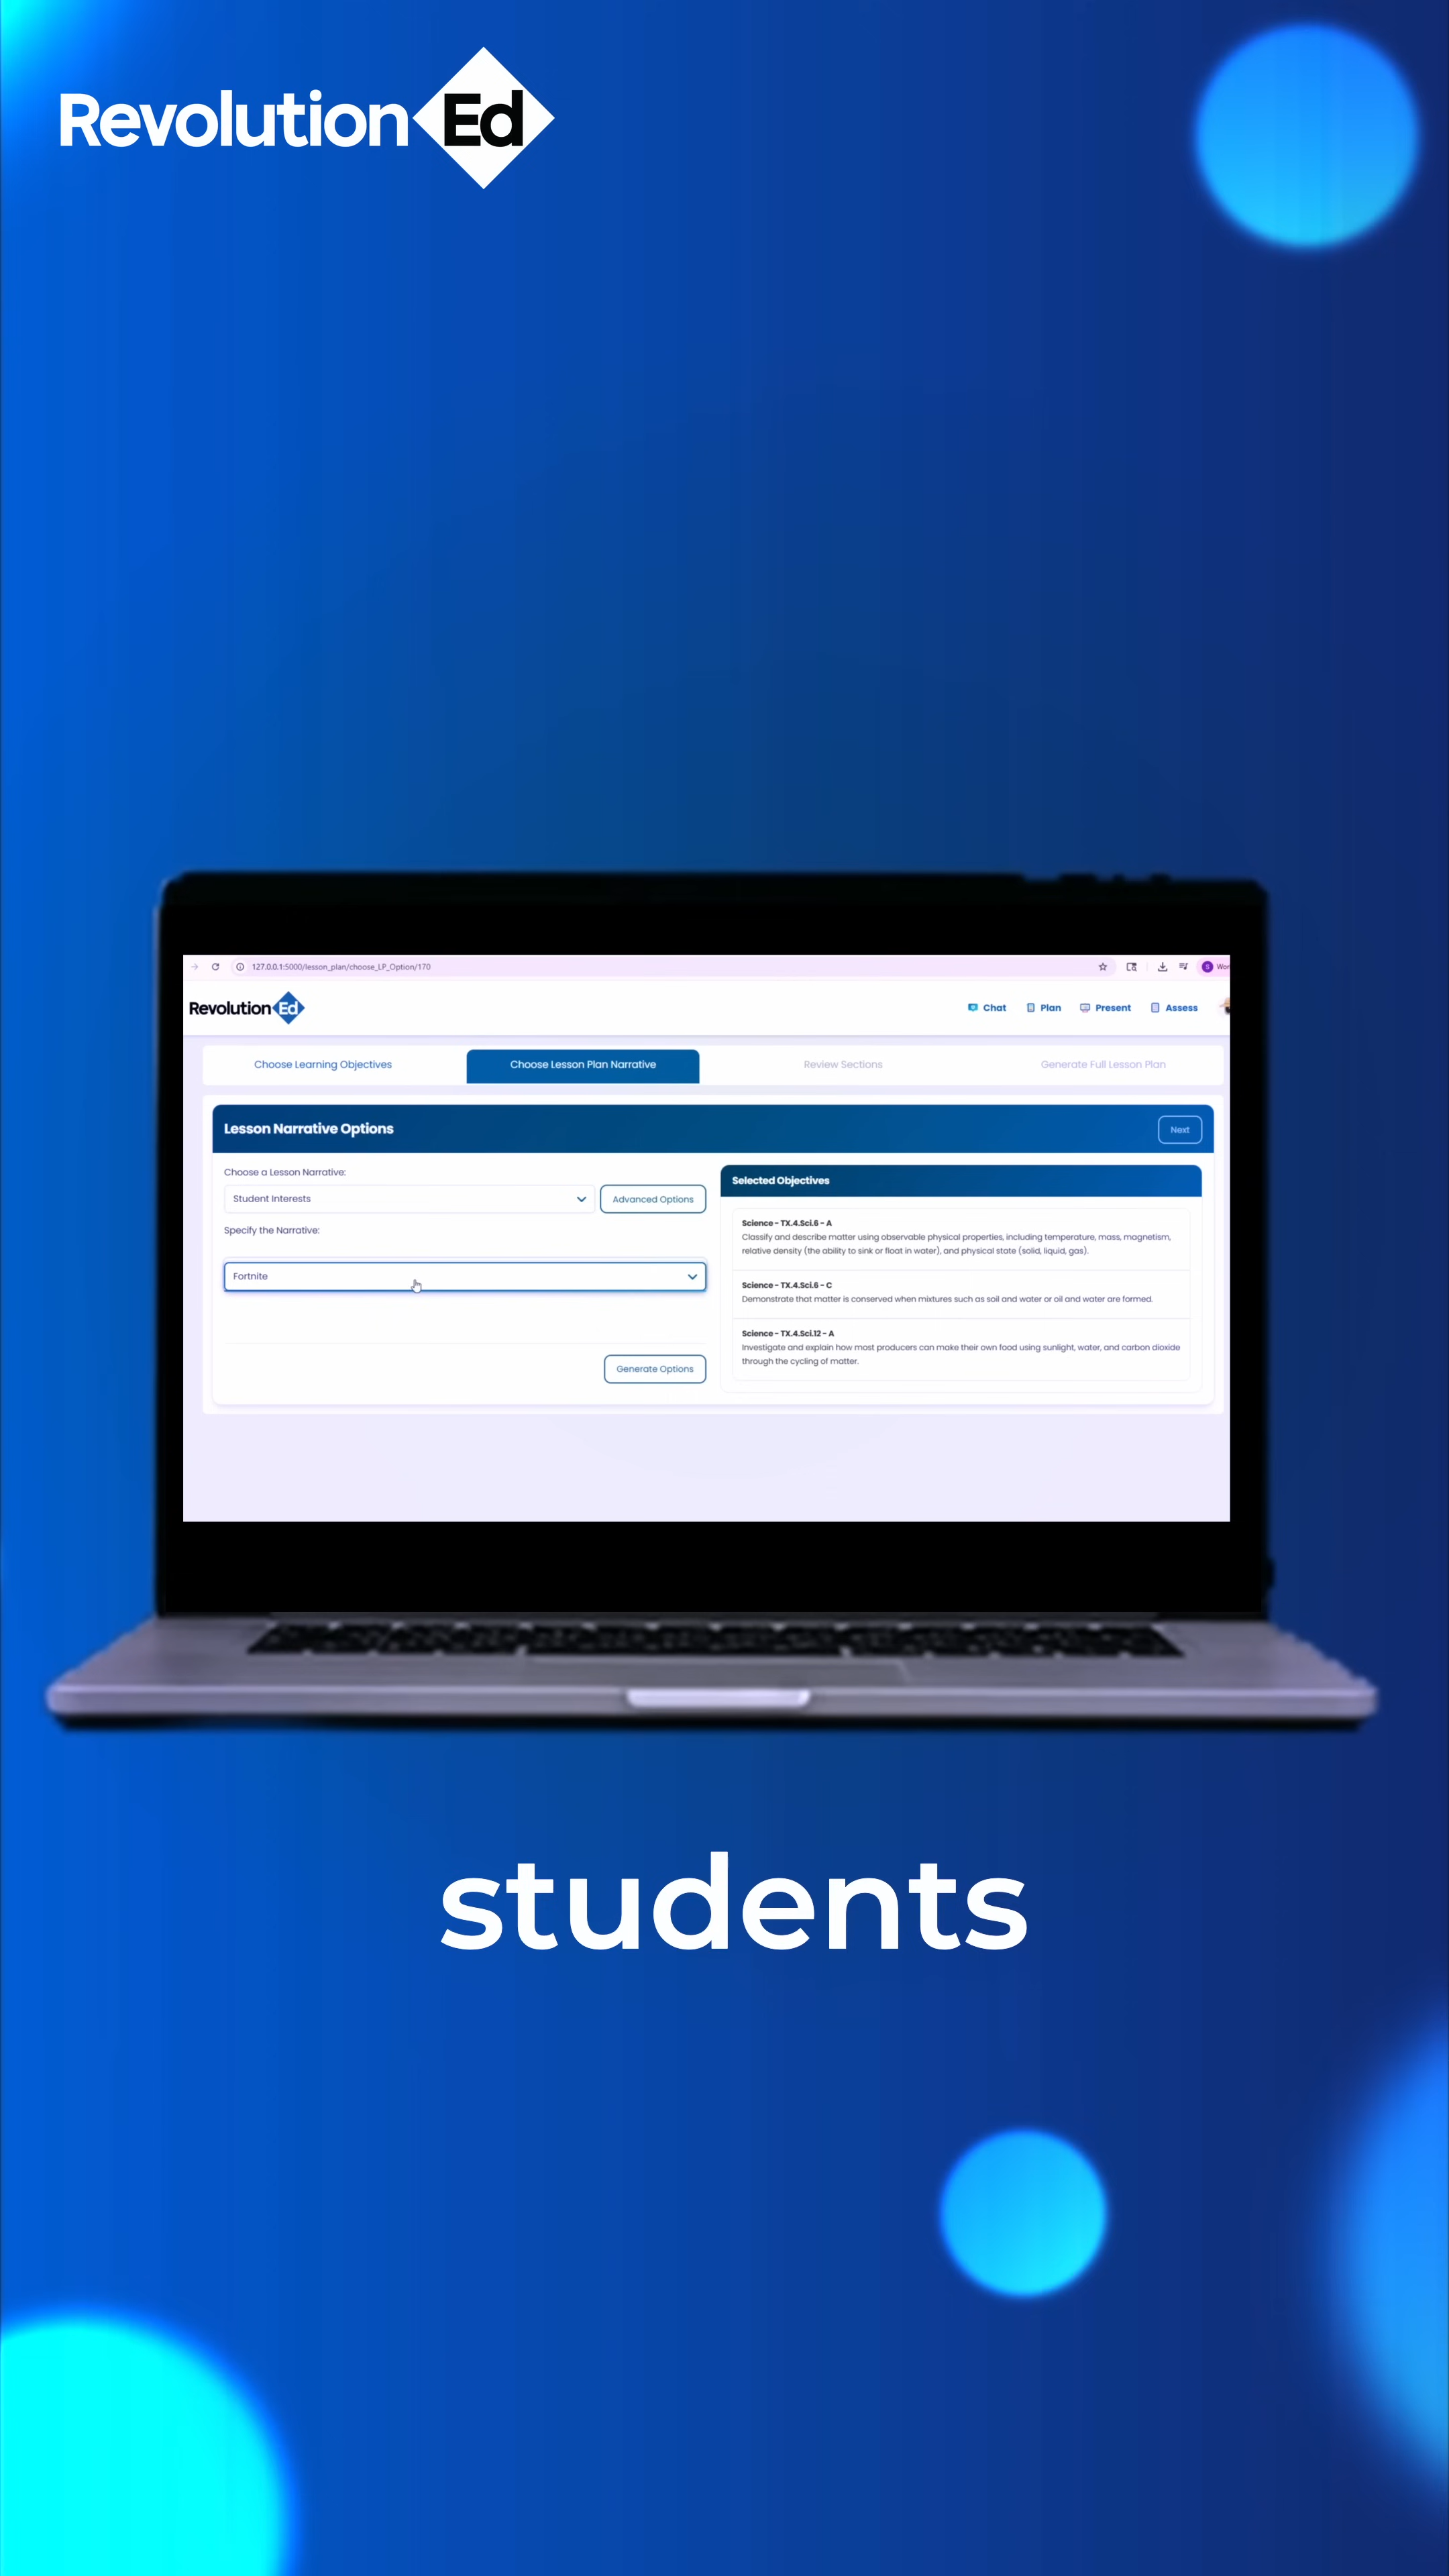 Revolution Ed
127.0.0.1:5000/lesson_plan/choose_LP_Option/170
S
Revolution Ed
Chat
Plan
Present
Assess
Choose Learning Objectives
Choose Lesson Plan Narrative
Review Sections
Generate Full Lesson Plan
Lesson Narrative Options
Next
Choose a Lesson Narrative:
Student Interests
Advanced Options
Specify the Narrative:
Fortnite
Generate Options
Selected Objectives
Science - TX.4.Sci.6 - A
Classify and describe matter using observable physical properties, including temperature, mass, magnetism,
relative density (the ability to sink or float in water), and physical state (solid, liquid, gas).
Science - TX.4.Sci.6 - C
Demonstrate that matter is conserved when mixtures such as soil and water or oil and water are formed.
Science - TX.4.Sci.12 - A
Investigate and explain how most producers can make their own food using sunlight, water, and carbon dioxide
through the cycling of matter.
students